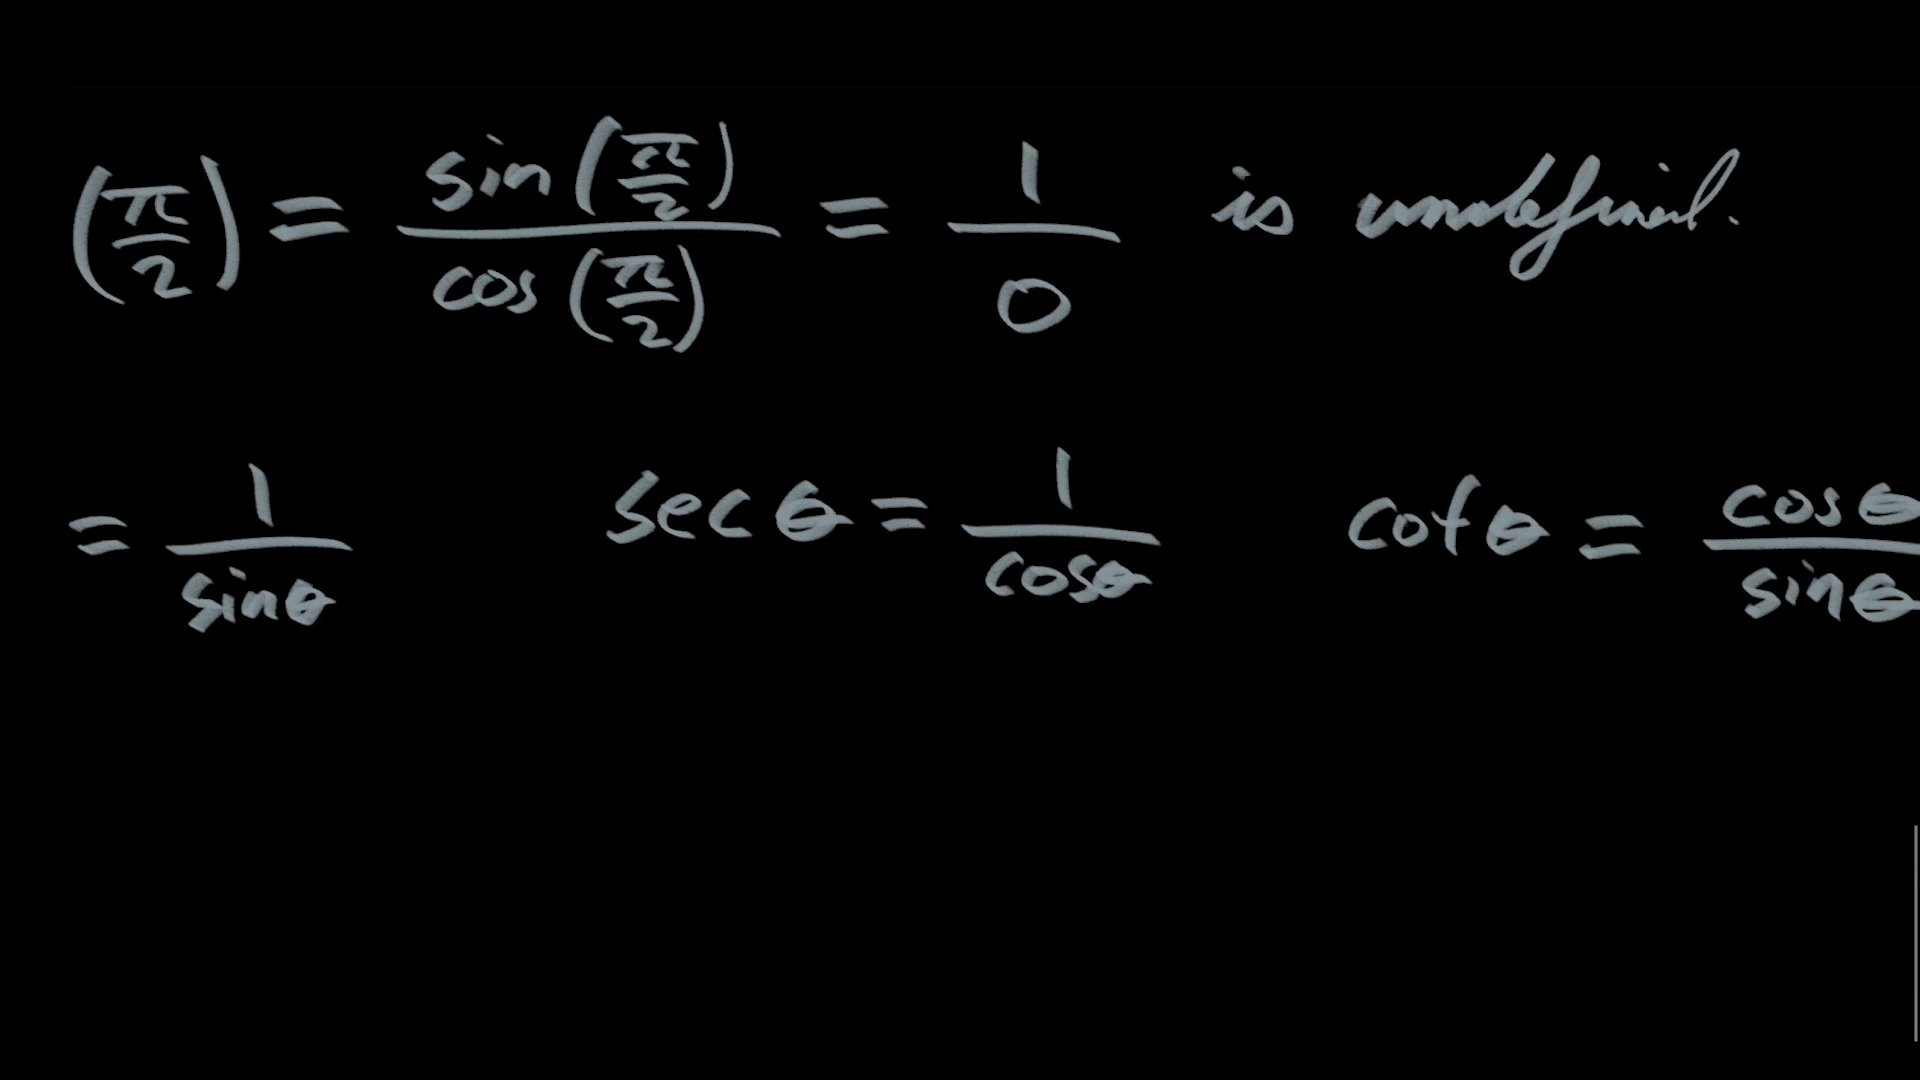 (π/2) = sin(π/2)/cos(π/2) = 1/0 is undefined.
= 1/sinθ secθ = 1/cosθ cotθ = cosθ/sinθ